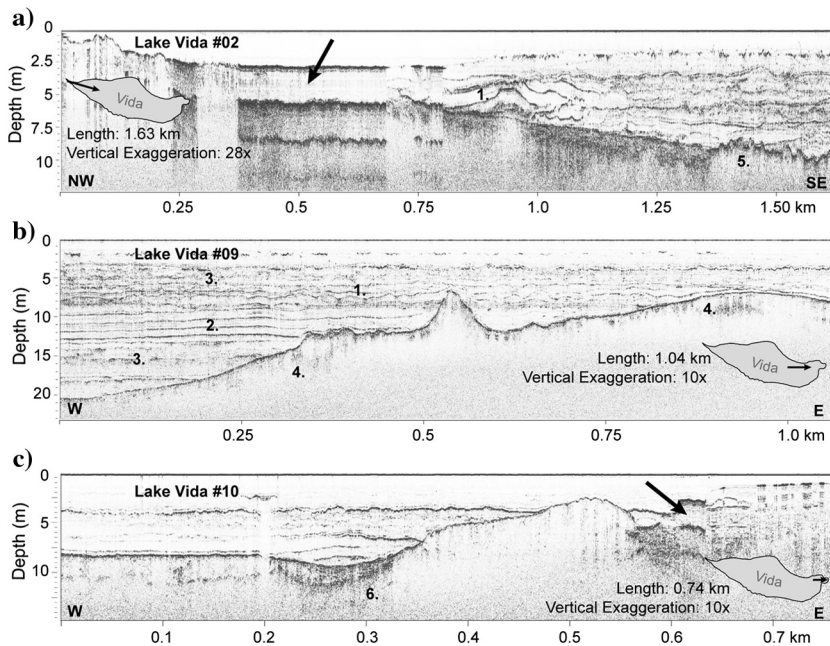 a)
Lake Vida #02
0
2.5
5
7.5
10
Depth (m)
Vida
Length: 1.63 km
Vertical Exaggeration: 28x
1.
5.
NW
SE
0.25
0.5
0.75
1.0
1.25
1.50 km
b)
Lake Vida #09
0
5
10
15
20
Depth (m)
3.
1.
2.
3.
4.
4.
Length: 1.04 km
Vertical Exaggeration: 10x
Vida
W
E
0.25
0.5
0.75
1.0 km
c)
Lake Vida #10
0
5
10
Depth (m)
6.
Length: 0.74 km
Vertical Exaggeration: 10x
Vida
W
E
0.1
0.2
0.3
0.4
0.5
0.6
0.7 km